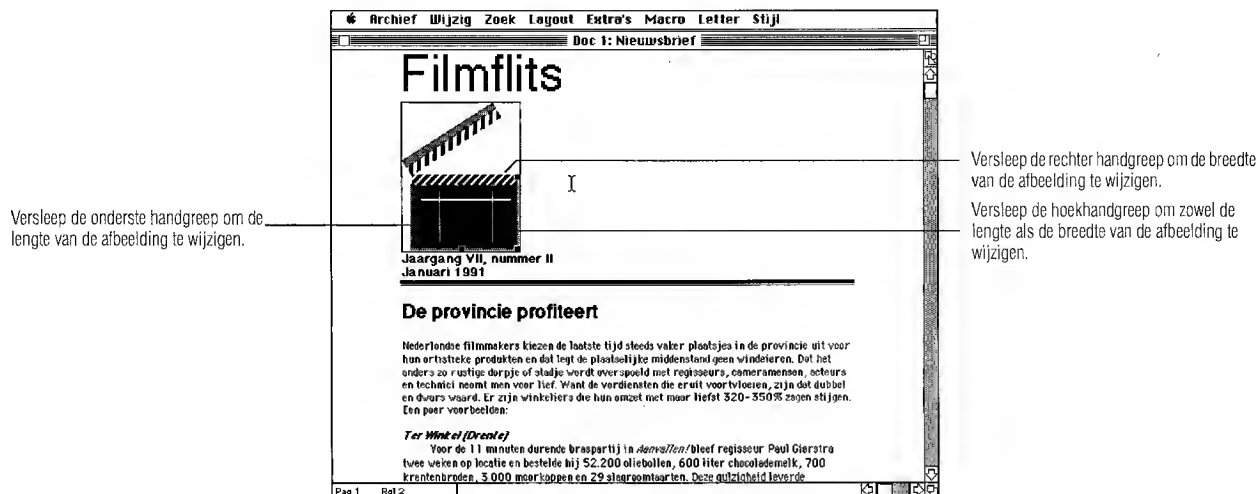 Archief Wijzig Zoek Layout Extra's Macro Letter Stijl
Doc 1: Nieuwsbrief
Filmflits
Jaargang VII, nummer II
Januari 1991
De provincie profiteert
Nederlandse filmmakers kiezen de laatste tijd steeds vaker plaatsjes in de provincie uit voor
hun artistieke produkten en dat legt de plaatselijke middenstand geen windeieren. Dat het
anders zo rustige dorpje of stadje wordt overspoeld met regisseurs, cameramensen, acteurs
en technici neemt men voor lief. Want de verdiensten die eruit voortvloeien, zijn dat dubbel
en dwars waard. Er zijn winkeliers die hun omzet met maar liefst 320-350% zagen stijgen.
Een paar voorbeelden:
Ter Winkel (Drente)
Voor de 11 minuten durende braspartij in Aanvallen! bleef regisseur Paul Gierstra
twee weken op locatie en bestelde hij 52.200 oliebollen, 600 liter chocolademelk, 700
krentenbroden, 3.000 moorkoppen en 29 slagroomtaarten. Deze gulzigheid leverde
Pag 1 Rgl 2
Versleep de onderste handgreep om de
lengte van de afbeelding te wijzigen.
Versleep de rechter handgreep om de breedte
van de afbeelding te wijzigen.
Versleep de hoekhandgreep om zowel de
lengte als de breedte van de afbeelding te
wijzigen.